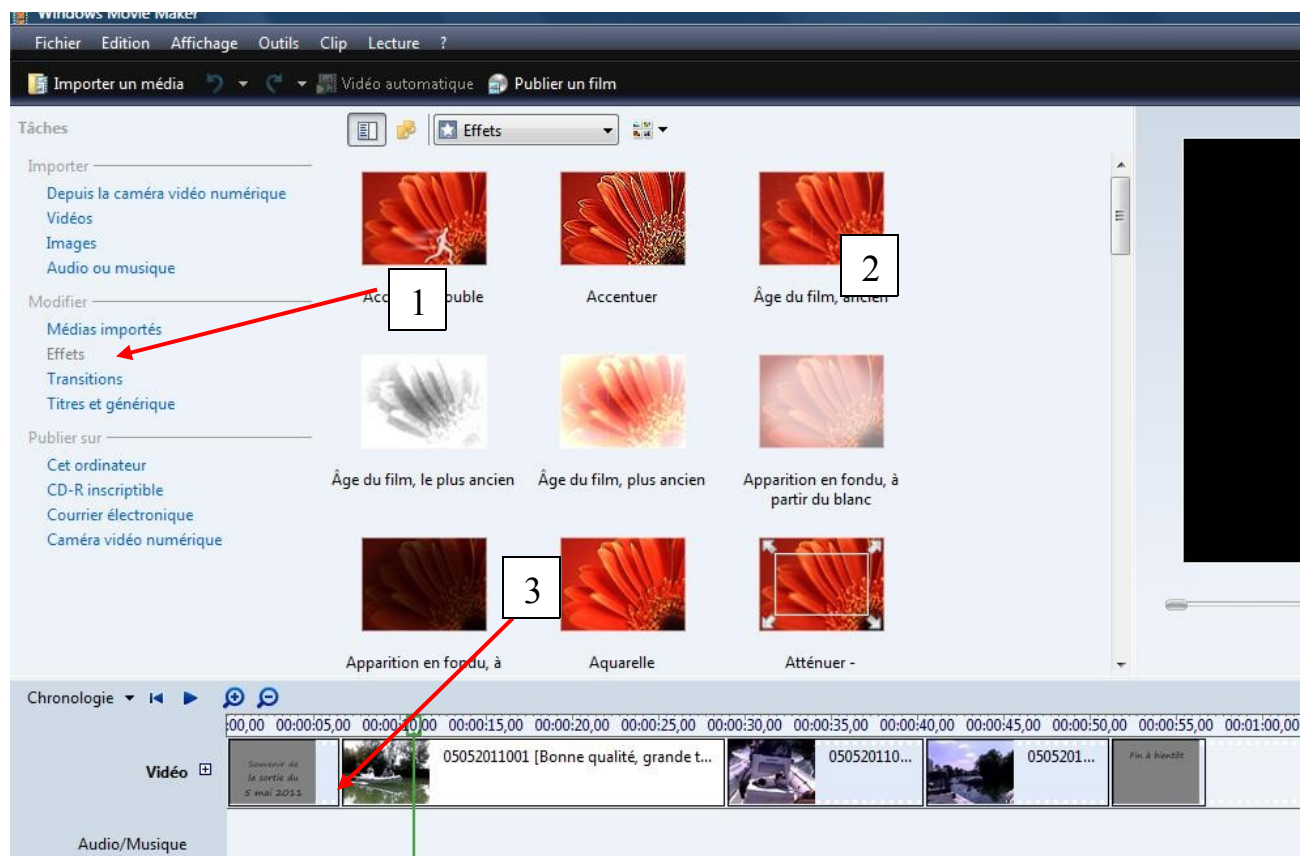 Windows Movie Maker
Fichier Edition Affichage Outils Clip Lecture ?
Importer un média Vidéo automatique Publier un film
Tâches
Effets
Importer
Depuis la caméra vidéo numérique
Vidéos
Images
Audio ou musique
Modifier
Médias importés
Effets
Transitions
Titres et générique
Publier sur
Cet ordinateur
CD-R inscriptible
Courrier électronique
Caméra vidéo numérique
1
2
3
Accentuer
Âge du film, ancien
Âge du film, le plus ancien
Âge du film, plus ancien
Apparition en fondu, à
partir du blanc
Apparition en fondu, à
Aquarelle
Atténuer -
Chronologie
:00,00 00:00:05,00 00:00:10,00 00:00:15,00 00:00:20,00 00:00:25,00 00:00:30,00 00:00:35,00 00:00:40,00 00:00:45,00 00:00:50,00 00:00:55,00 00:01:00,00
Vidéo
Souvenir de
la sortie du
5 mai 2011
05052011001 [Bonne qualité, grande t...
050520110...
0505201...
Fin à bientôt
Audio/Musique